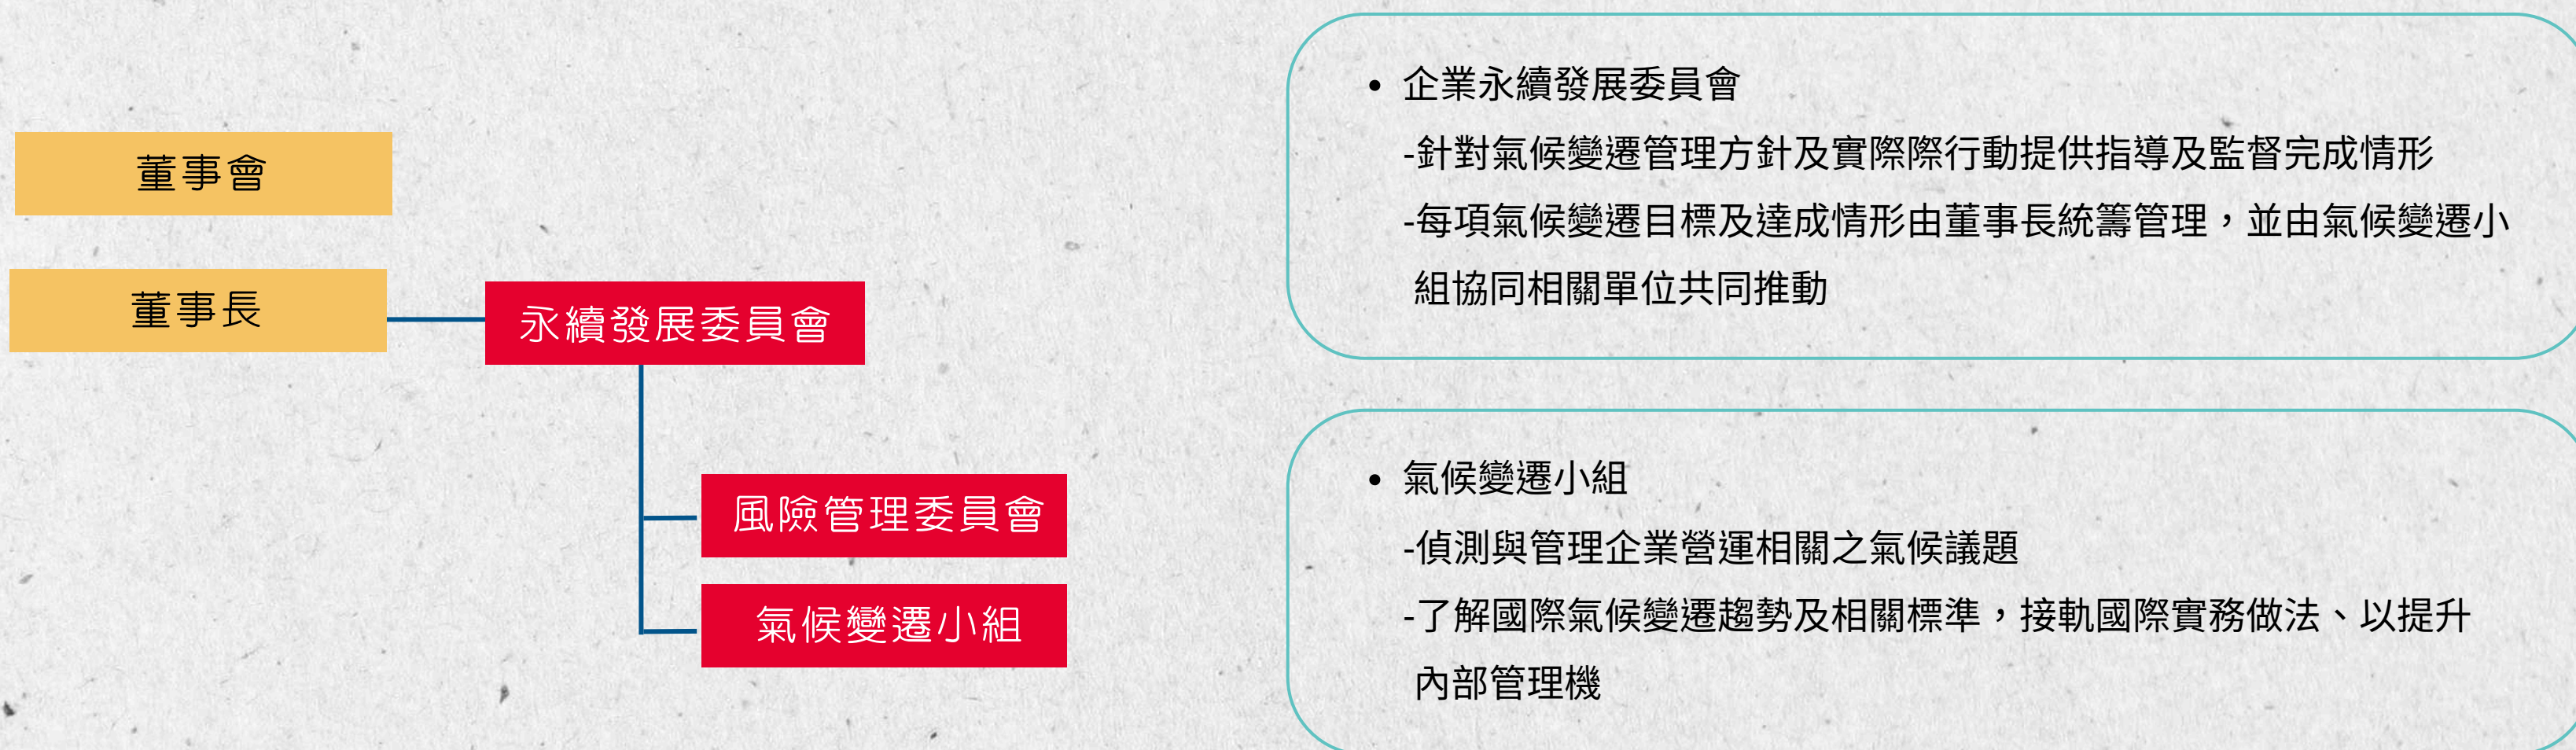 董事會
董事長
永續發展委員會
風險管理委員會
氣候變遷小組
• 企業永續發展委員會
-針對氣候變遷管理方針及實際際行動提供指導及監督完成情形
-每項氣候變遷目標及達成情形由董事長統籌管理，並由氣候變遷小
組協同相關單位共同推動
• 氣候變遷小組
-偵測與管理企業營運相關之氣候議題
-了解國際氣候變遷趨勢及相關標準，接軌國際實務做法、以提升
內部管理機